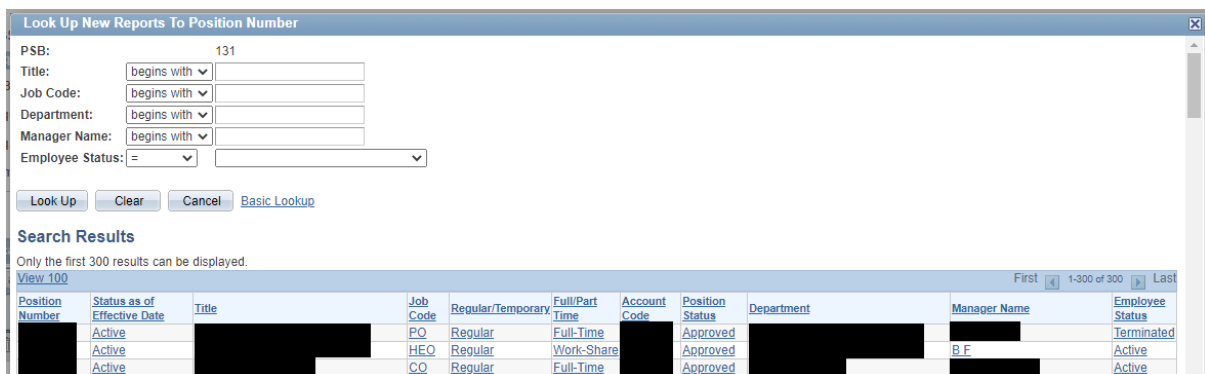 Look Up New Reports To Position Number
PSB: 131
Title: begins with
Job Code: begins with
Department: begins with
Manager Name: begins with
Employee Status: =
Look Up Clear Cancel Basic Lookup
Search Results
Only the first 300 results can be displayed.
View 100 First 1-300 of 300 Last
Position Number Status as of Effective Date Title Job Code Regular/Temporary Full/Part Time Account Code Position Status Department Manager Name Employee Status
Active PO Regular Full-Time Approved Terminated
Active HEO Regular Work-Share Approved B F Active
Active CO Regular Full-Time Approved Active